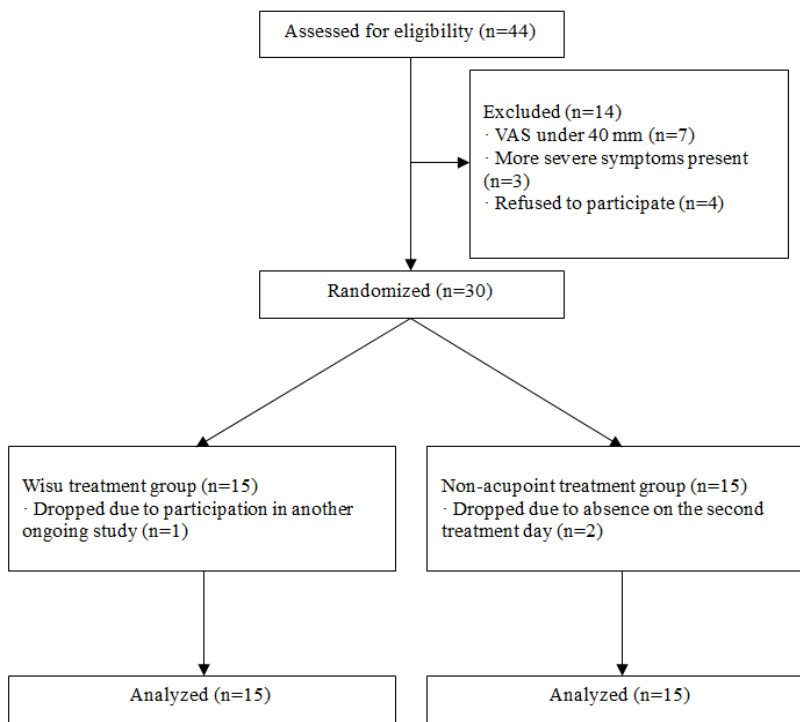 Assessed for eligibility (n=44)
Excluded (n=14)
· VAS under 40 mm (n=7)
· More severe symptoms present
(n=3)
· Refused to participate (n=4)
Randomized (n=30)
Wisu treatment group (n=15)
· Dropped due to participation in another
ongoing study (n=1)
Non-acupoint treatment group (n=15)
· Dropped due to absence on the second
treatment day (n=2)
Analyzed (n=15)
Analyzed (n=15)